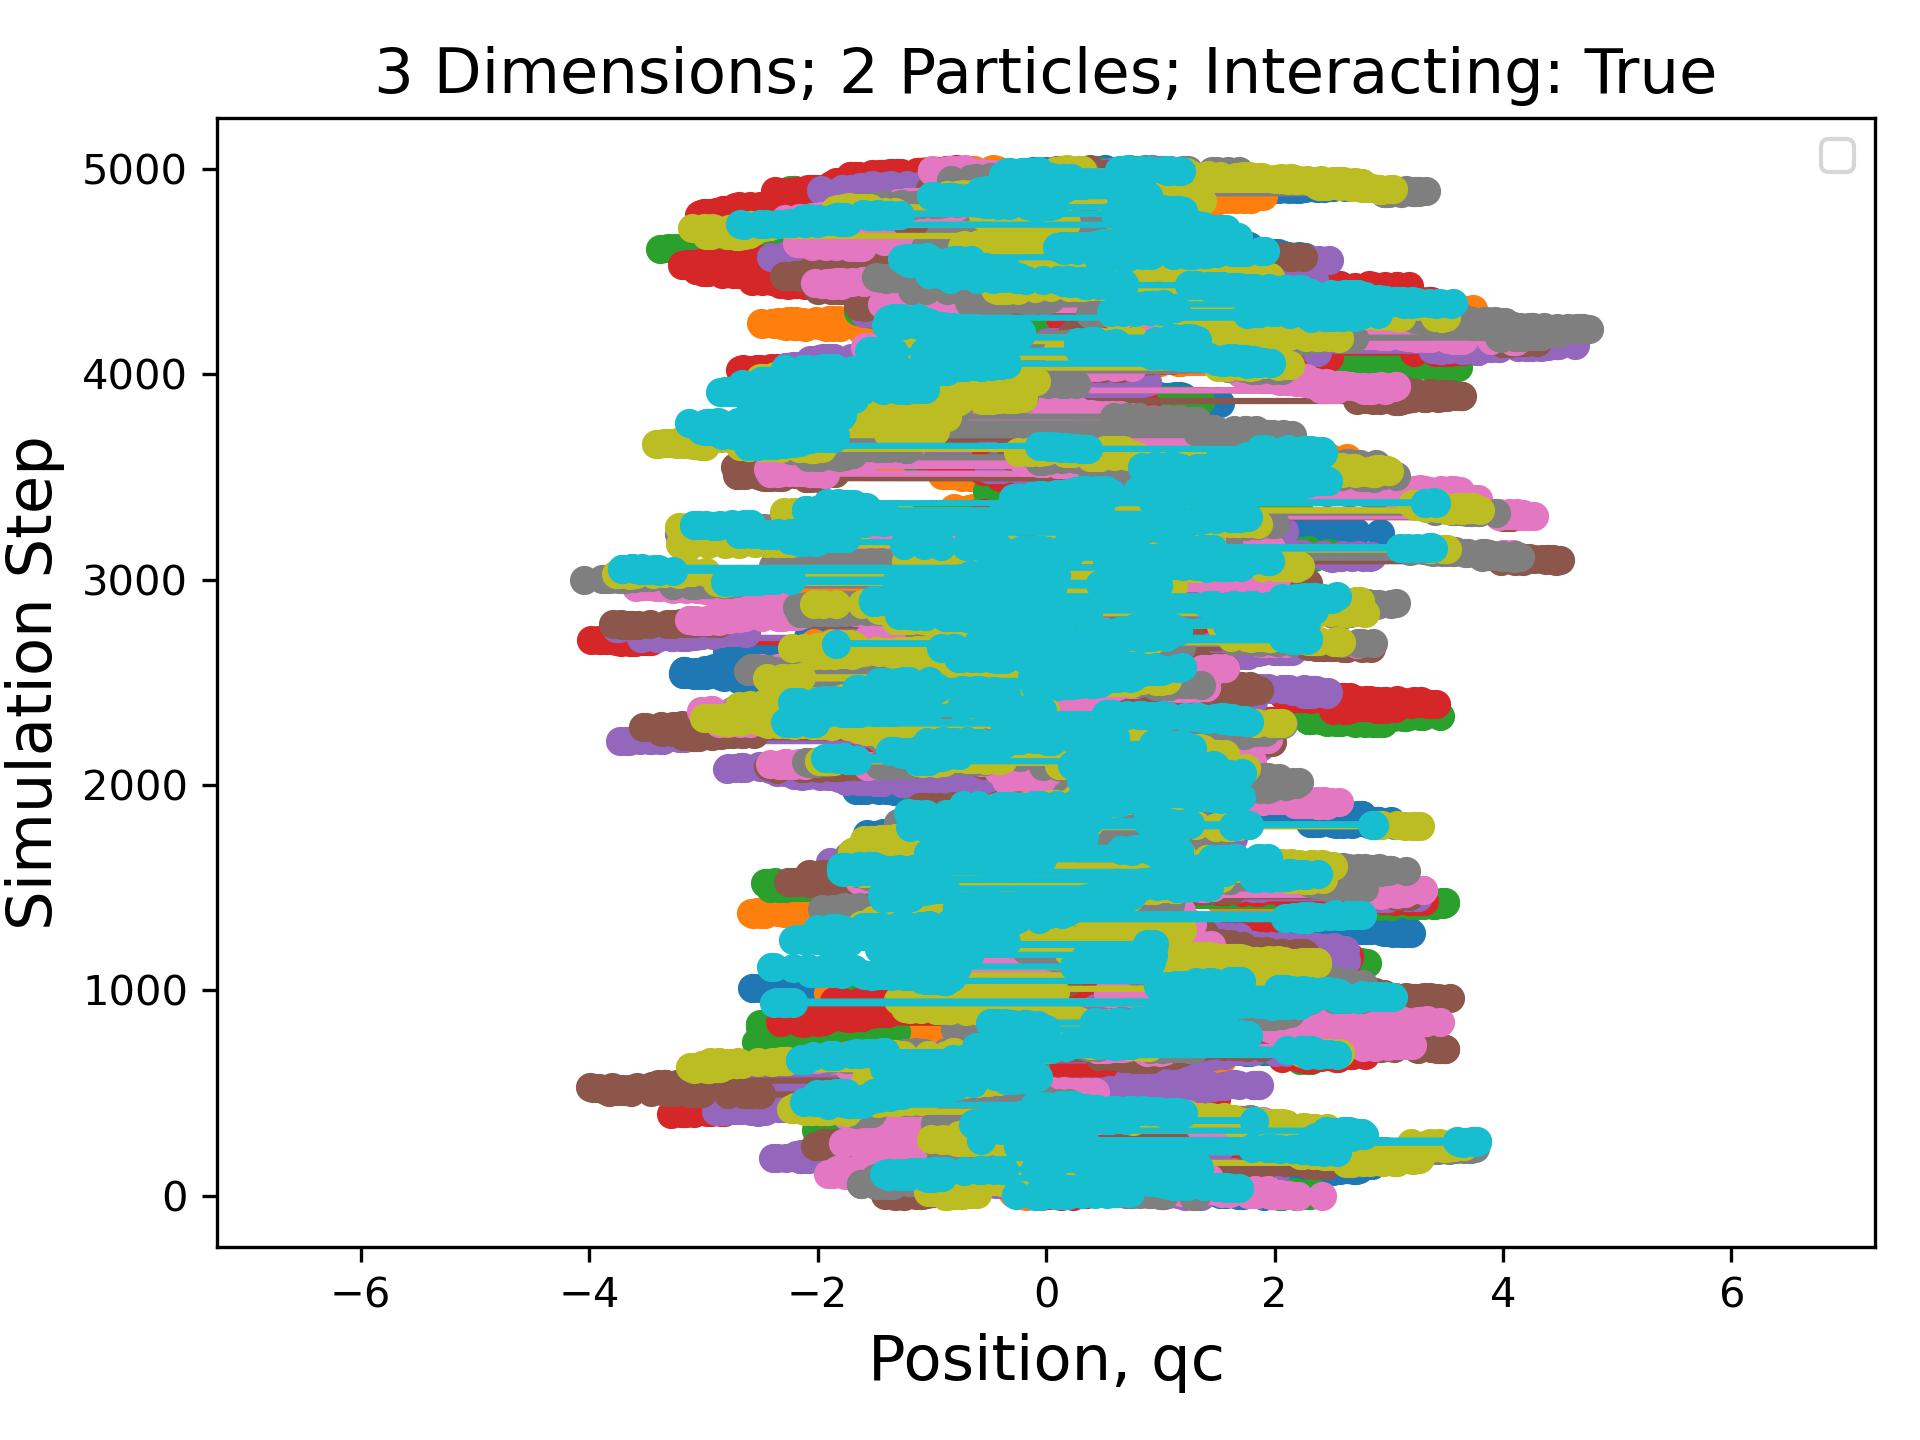 3 Dimensions; 2 Particles; Interacting: True
Simulation Step
5000
4000
3000
2000
1000
0
−6 −4 −2 0 2 4 6
Position, qc